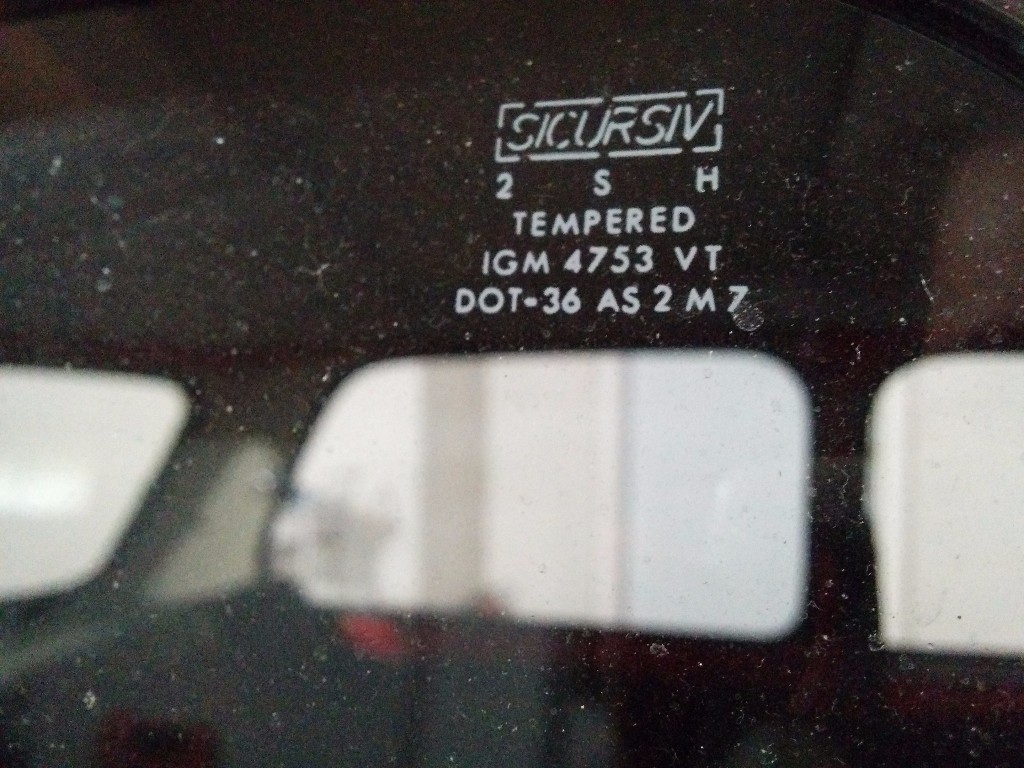 SICURSIV
2 S H
TEMPERED
IGM 4753 VT
DOT-36 AS 2 M 7